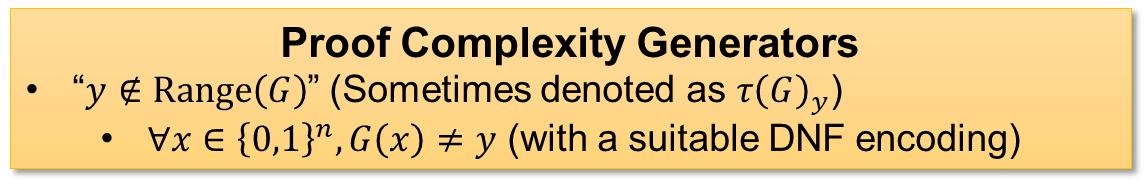 Proof Complexity Generators
• “y ∉ Range(G)” (Sometimes denoted as τ(G)_y)
• ∀x ∈ {0,1}^n, G(x) ≠ y (with a suitable DNF encoding)